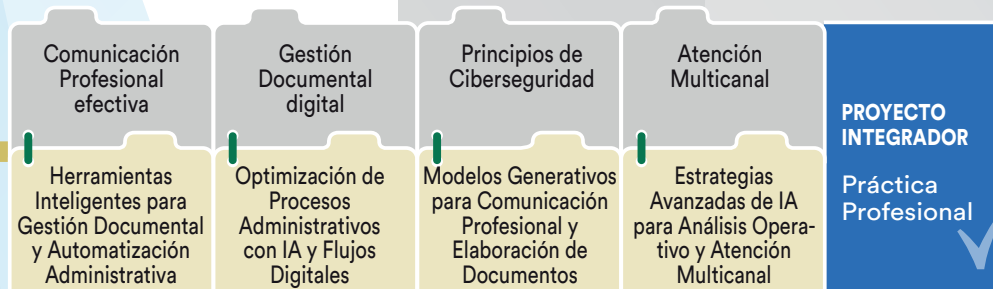 Comunicación
Profesional
efectiva
Gestión
Documental
digital
Principios de
Ciberseguridad
Atención
Multicanal
Herramientas
Inteligentes para
Gestión Documental
y Automatización
Administrativa
Optimización de
Procesos
Administrativos
con IA y Flujos
Digitales
Modelos Generativos
para Comunicación
Profesional y
Elaboración de
Documentos
Estrategias
Avanzadas de IA
para Análisis Opera-
tivo y Atención
Multicanal
PROYECTO
INTEGRADOR
Práctica
Profesional